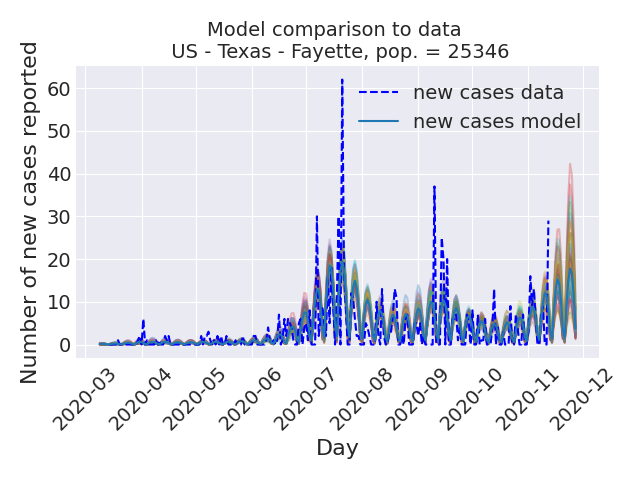 Model comparison to data
US - Texas - Fayette, pop. = 25346
Number of new cases reported
60
50
40
30
20
10
0
new cases data
new cases model
2020-03
2020-04
2020-05
2020-06
2020-07
2020-08
2020-09
2020-10
2020-11
2020-12
Day